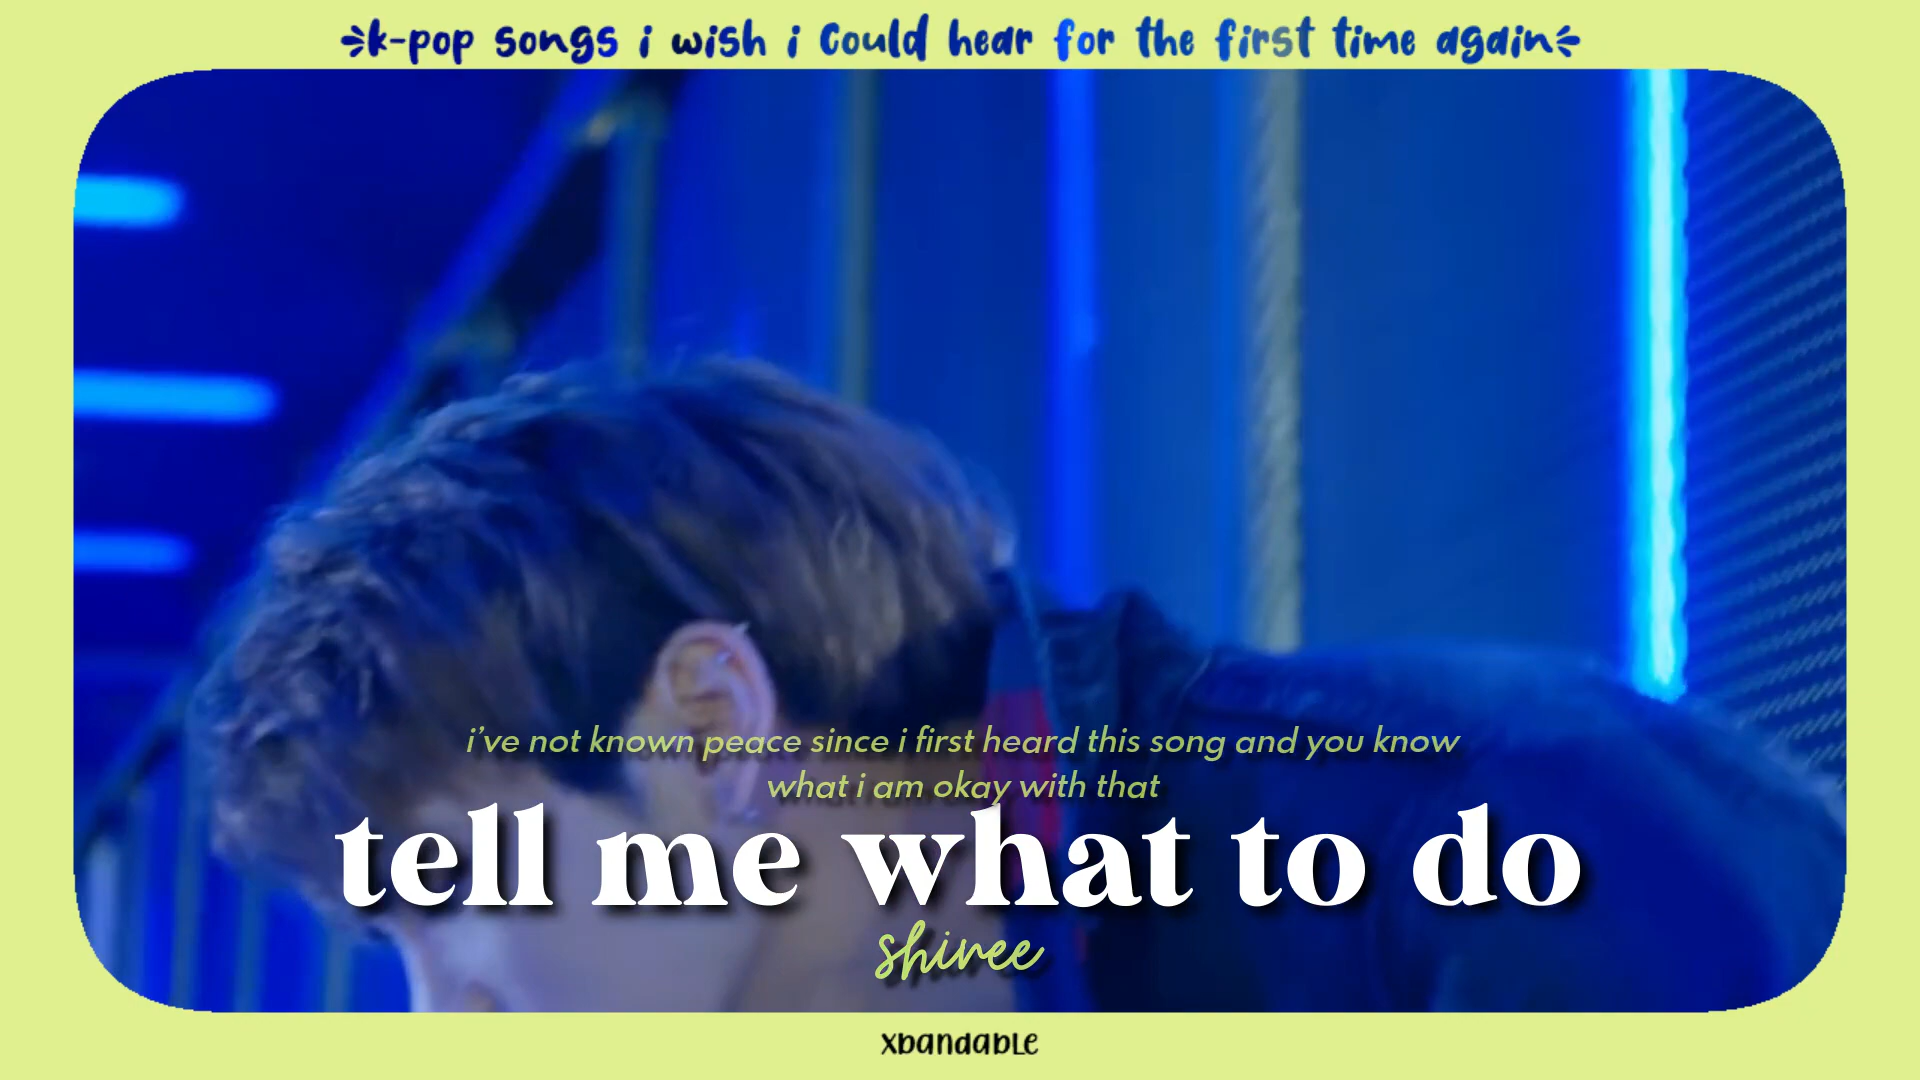 k-pop songs i wish i could hear for the first time again
i've not known peace since i first heard this song and you know
what i am okay with that
tell me what to do
shinee
xbandable